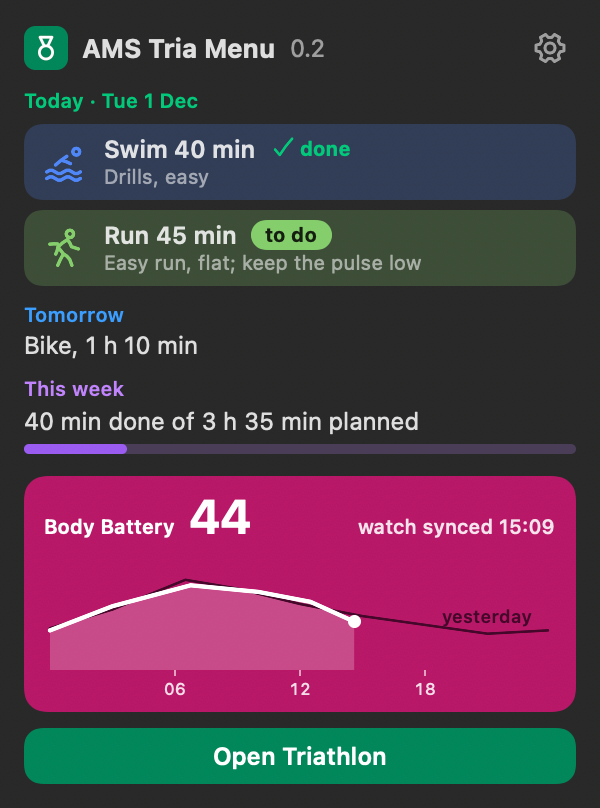 AMS Tria Menu 0.2
Today · Tue 1 Dec
Swim 40 min ✓ done
Drills, easy
Run 45 min to do
Easy run, flat; keep the pulse low
Tomorrow
Bike, 1 h 10 min
This week
40 min done of 3 h 35 min planned
Body Battery 44 watch synced 15:09
yesterday
06 12 18
Open Triathlon